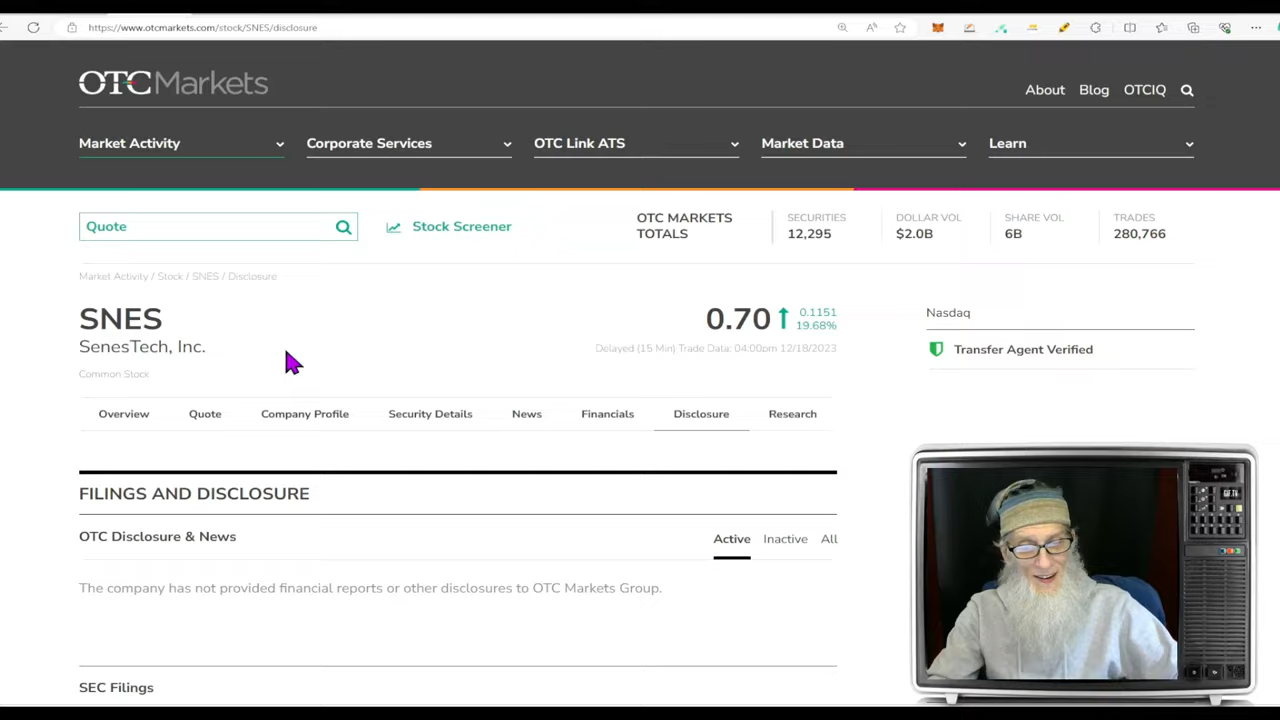 https://www.otcmarkets.com/stock/SNES/disclosure
OTCMarkets
About Blog OTCIQ
Market Activity Corporate Services OTC Link ATS Market Data Learn
Quote
Stock Screener
OTC MARKETS
TOTALS
SECURITIES
12,295
DOLLAR VOL
$2.0B
SHARE VOL
6B
TRADES
280,766
Market Activity / Stock / SNES / Disclosure
SNES
SenesTech, Inc.
Common Stock
0.70
0.1151
19.68%
Delayed (15 Min) Trade Data: 04:00pm 12/18/2023
Nasdaq
Transfer Agent Verified
Overview Quote Company Profile Security Details News Financials Disclosure Research
FILINGS AND DISCLOSURE
OTC Disclosure & News
Active Inactive All
The company has not provided financial reports or other disclosures OTC Markets Group.
SEC Filings